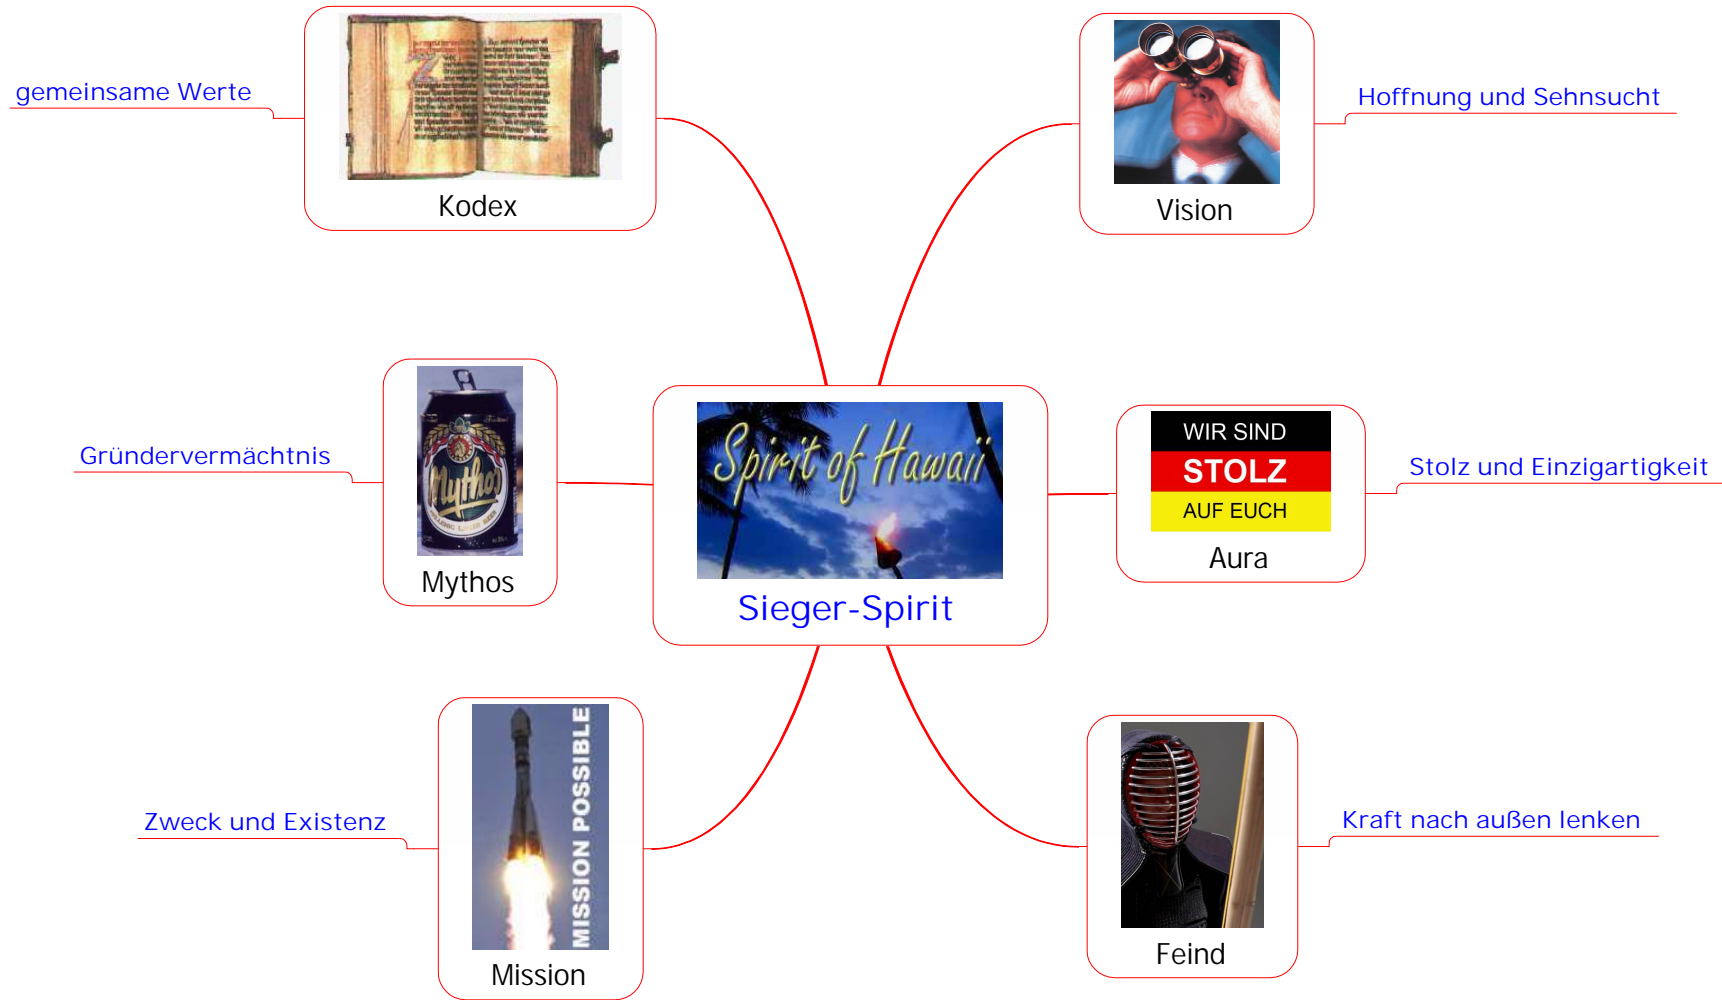 gemeinsame Werte
Kodex
Vision
Hoffnung und Sehnsucht
Gründervermächtnis
Mythos
Mythos
Spirit of Hawaii
Sieger-Spirit
WIR SIND
STOLZ
AUF EUCH
Aura
Stolz und Einzigartigkeit
Zweck und Existenz
MISSION POSSIBLE
Mission
Feind
Kraft nach außen lenken